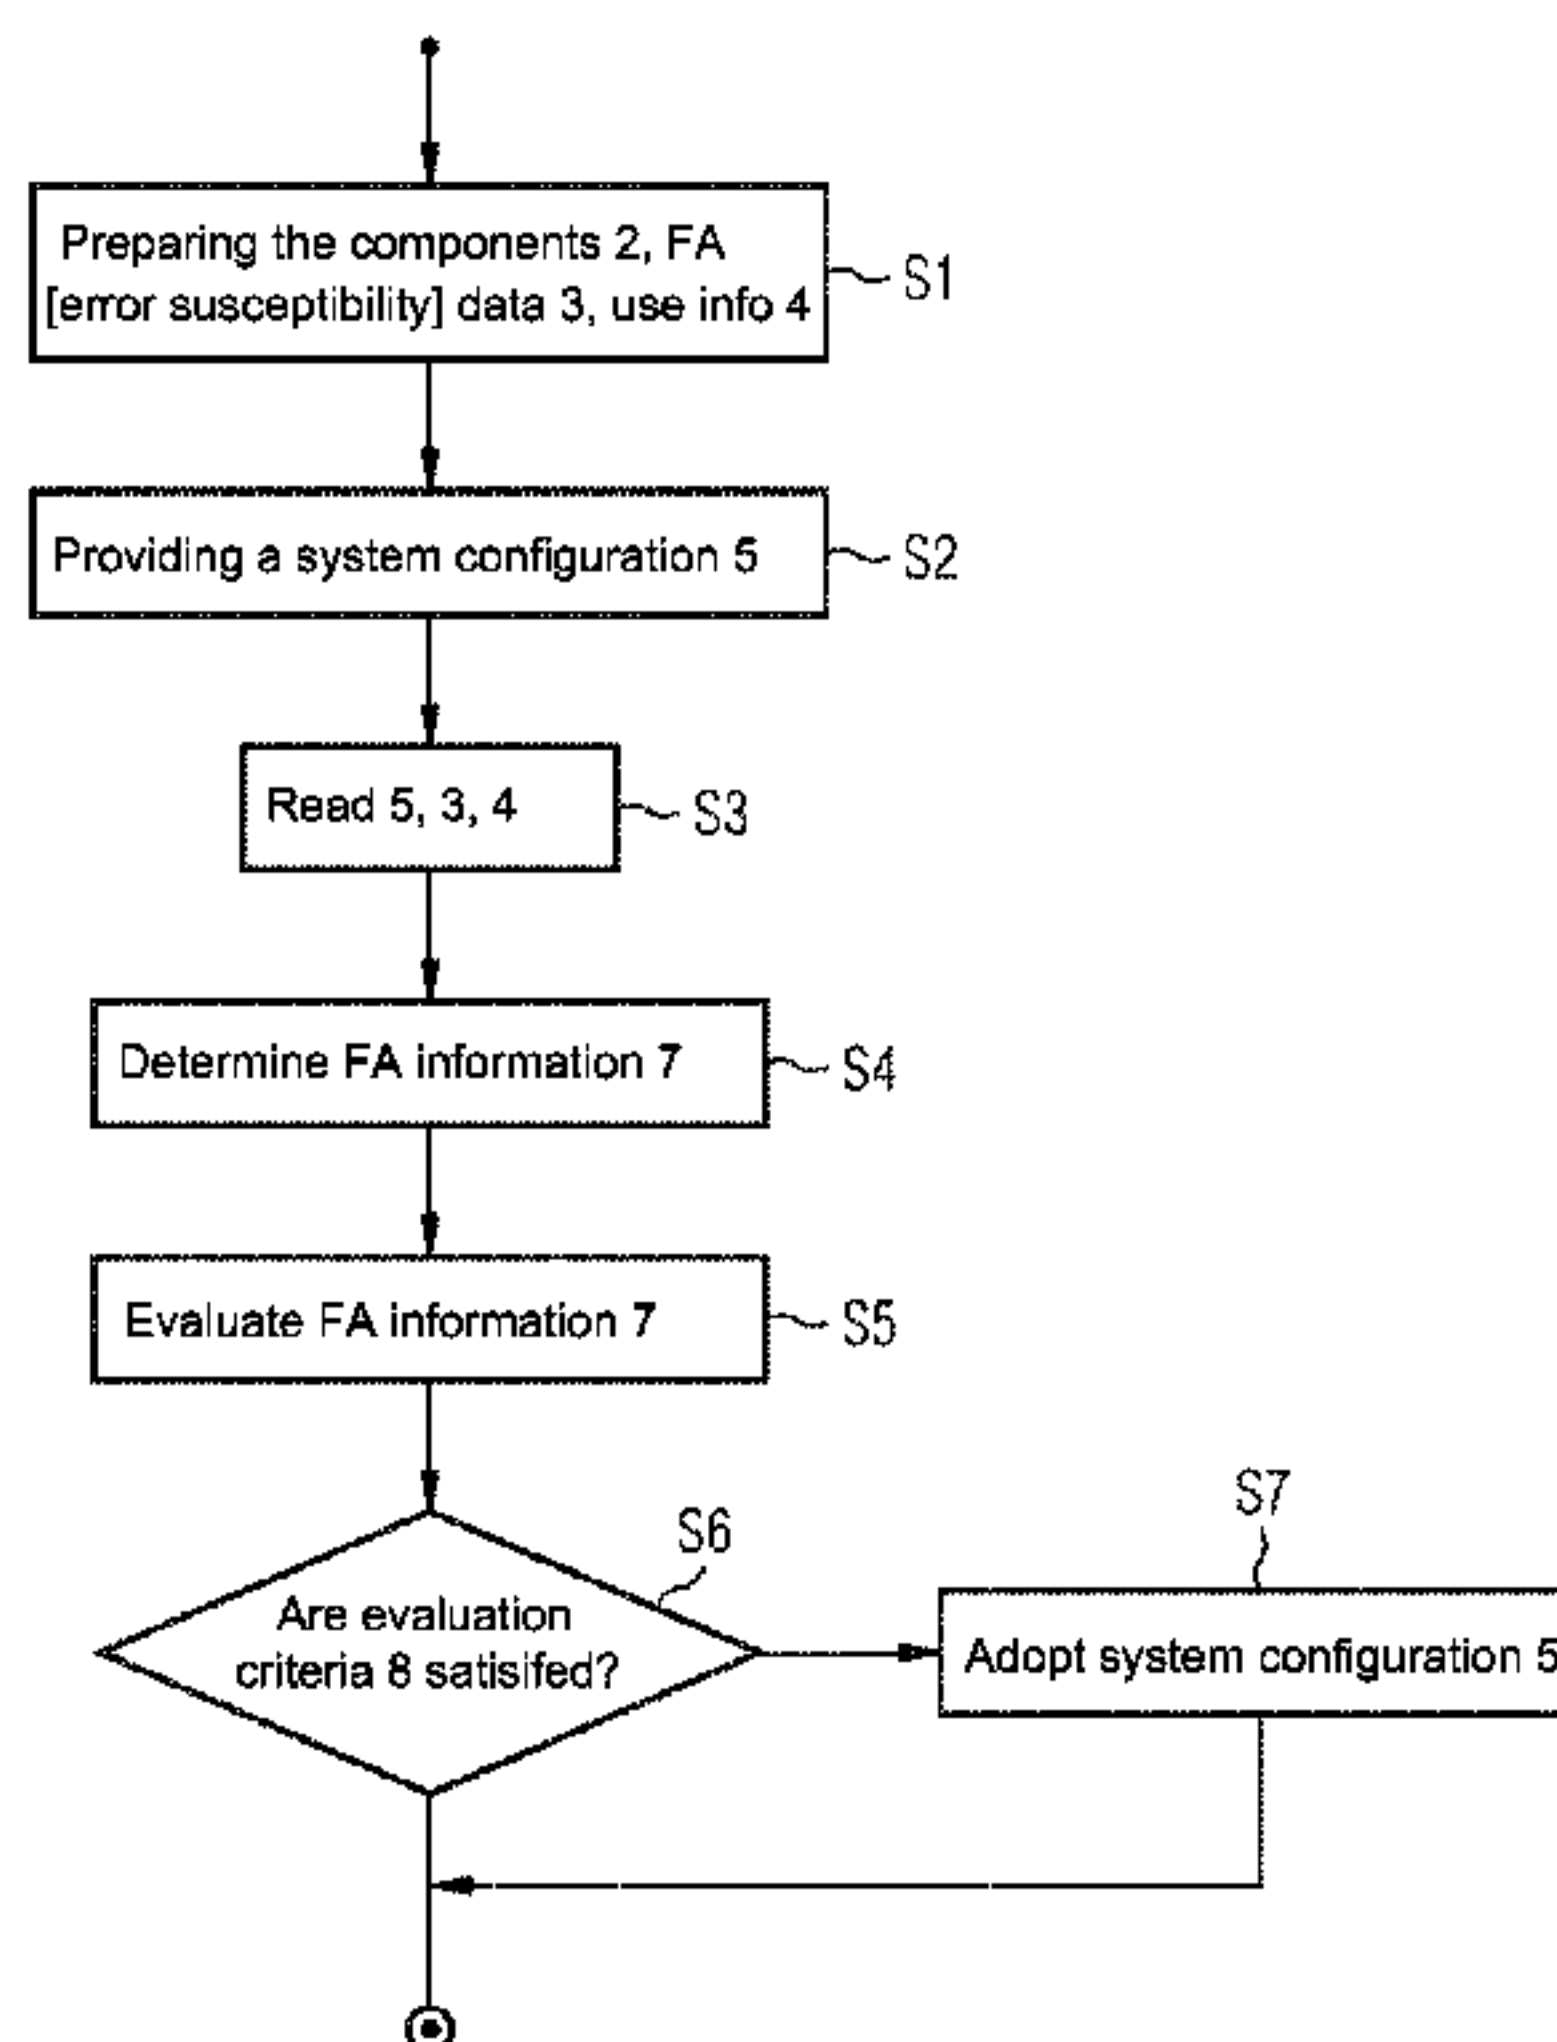 Preparing the components 2, FA
[error susceptibility] data 3, use info 4
S1
Providing a system configuration 5
S2
Read 5, 3, 4
S3
Determine FA information 7
S4
Evaluate FA information 7
S5
S6
Are evaluation
criteria 8 satisifed?
S7
Adopt system configuration 5